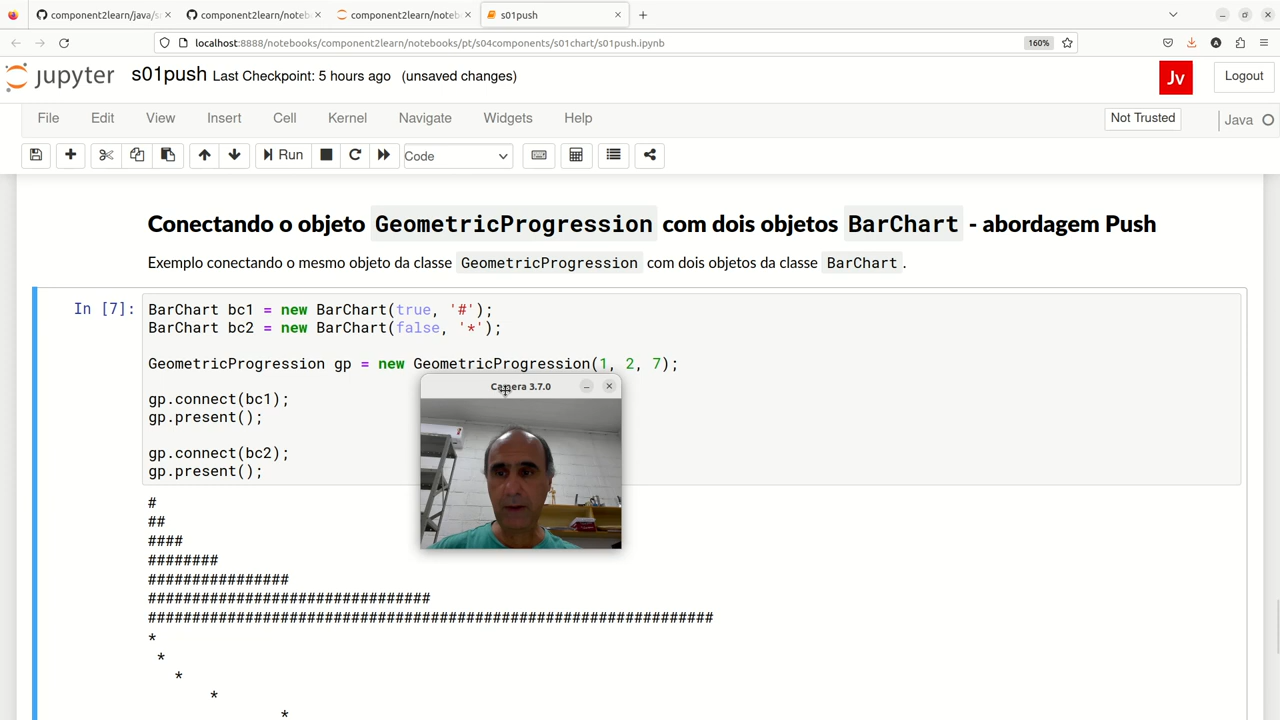 component2learn/java/s
component2learn/noteb
component2learn/noteb
s01push
localhost:8888/notebooks/component2learn/notebooks/pt/s04components/s01chart/s01push.ipynb
160%
jupyter s01push Last Checkpoint: 5 hours ago (unsaved changes)
Jv
Logout
File Edit View Insert Cell Kernel Navigate Widgets Help
Not Trusted
Java
Run
Code
Conectando o objeto GeometricProgression com dois objetos BarChart - abordagem Push
Exemplo conectando o mesmo objeto da classe GeometricProgression com dois objetos da classe BarChart.
In [7]:
BarChart bc1 = new BarChart(true, '#');
BarChart bc2 = new BarChart(false, '*');
GeometricProgression gp = new GeometricProgression(1, 2, 7);
gp.connect(bc1);
gp.present();
gp.connect(bc2);
gp.present();
Camera 3.7.0
#
##
####
########
################
################################
################################################################
*
 *
   *
       *
               *